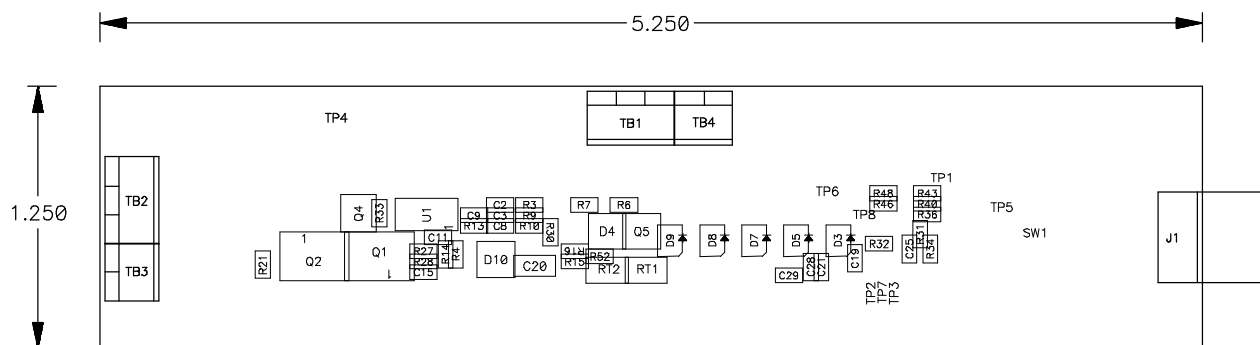 5.250
TP4
TB1 TB4
TB2
1.250
TB3
Q4
R33
U1
1
C2 R3
C9 C3 R9
R13 C8 R10
R30
R7 R6
D4 Q5
D9
D8
D7
D5
D3
TP6
R48 R43
R46 R40
R36
TP1
TP8
TP5
SW1
J1
R21
1
Q2
Q1
1
C11
R27
R28
C15
R14
R4
D10
C20
R16
R15
R52
RT2 RT1
C29
C28
C21
C19
R32
C25
R31
R34
TP2
TP7
TP3